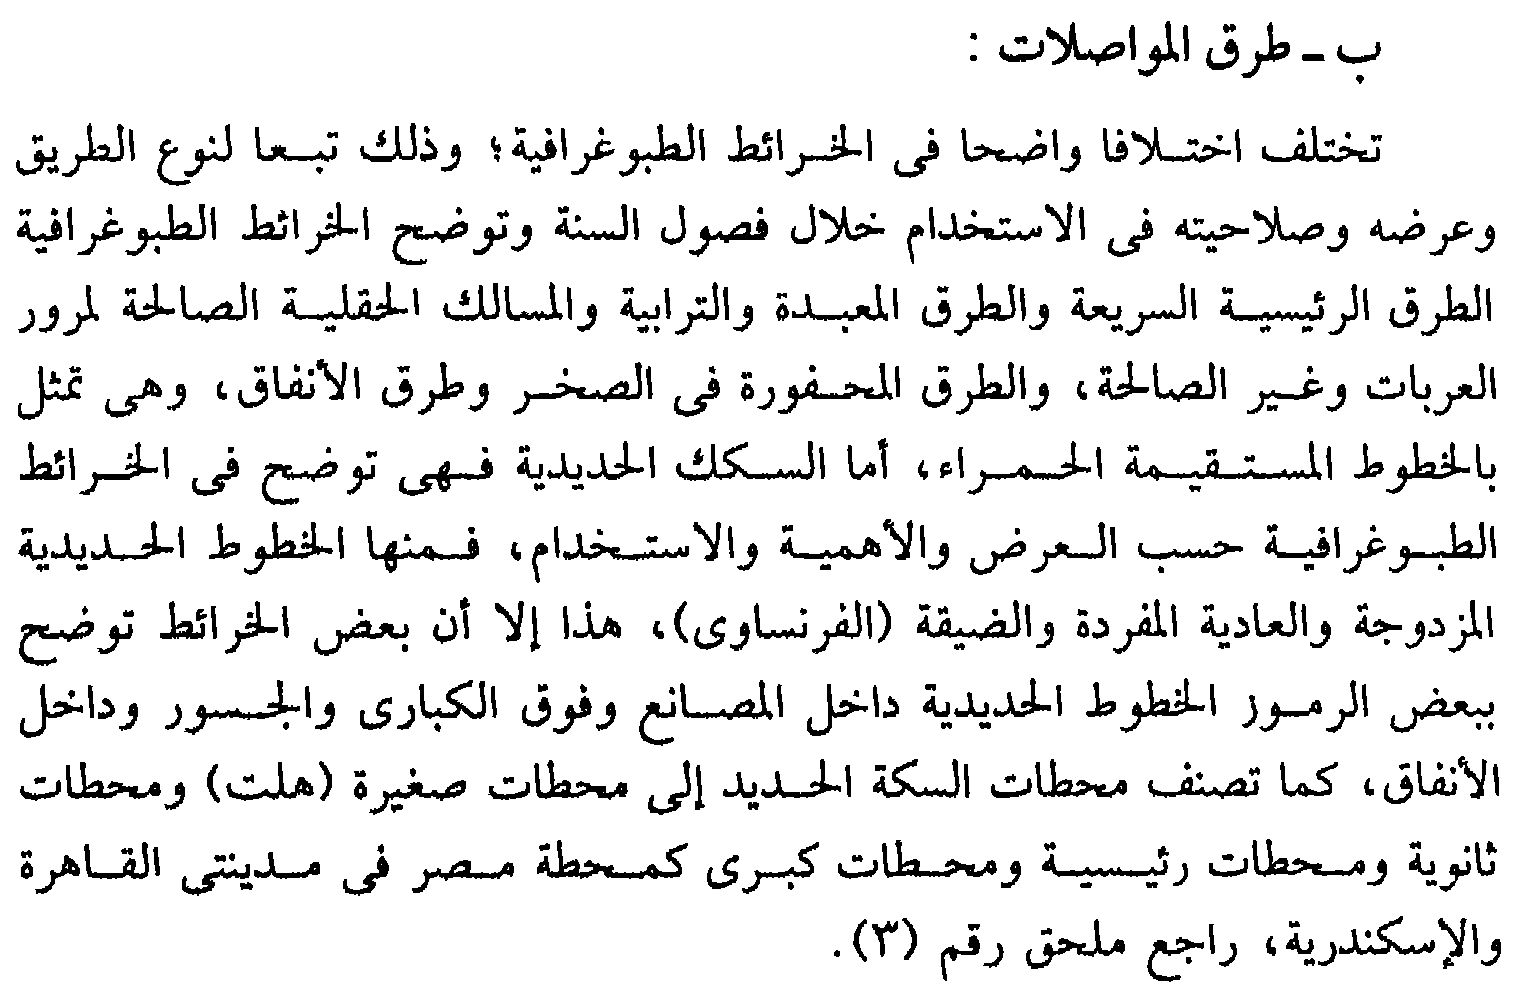 ب ـ طرق المواصلات :
تختلف اختلافا واضحا فى الخرائط الطبوغرافية؛ وذلك تبعا لنوع الطريق
وعرضه وصلاحيته فى الاستخدام خلال فصول السنة وتوضح الخرائط الطبوغرافية
الطرق الرئيسية السريعة والطرق المعبدة والترابية والمسالك الحقلية الصالحة لمرور
العربات وغير الصالحة، والطرق المحفورة فى الصخر وطرق الأنفاق، وهى تمثل
بالخطوط المستقيمة الحمراء، أما السكك الحديدية فهى توضح فى الخرائط
الطبوغرافية حسب العرض والأهمية والاستخدام، فمنها الخطوط الحديدية
المزدوجة والعادية المفردة والضيقة (الفرنساوى)، هذا إلا أن بعض الخرائط توضح
ببعض الرموز الخطوط الحديدية داخل المصانع وفوق الكبارى والجسور وداخل
الأنفاق، كما تصنف محطات السكة الحديد إلى محطات صغيرة (هلت) ومحطات
ثانوية ومحطات رئيسية ومحطات كبرى كمحطة مصر فى مدينتى القاهرة
والإسكندرية، راجع ملحق رقم (٣).